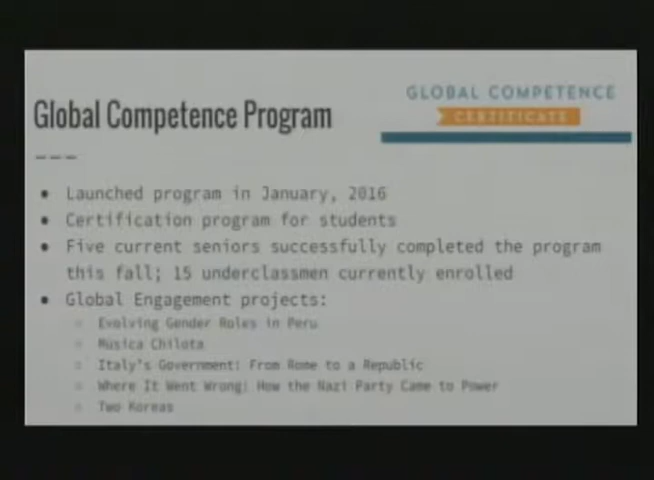 GLOBAL COMPETENCE
CERTIFICATE
Global Competence Program
Launched program in January, 2016
Certification program for students
Five current seniors successfully completed the program
this fall; 15 underclassmen currently enrolled
Global Engagement projects:
Evolving Gender Roles in Peru
Musica Chilota
Italy's Government: From Rome to a Republic
Where It Went Wrong: How the Nazi Party Came to Power
Two Koreas